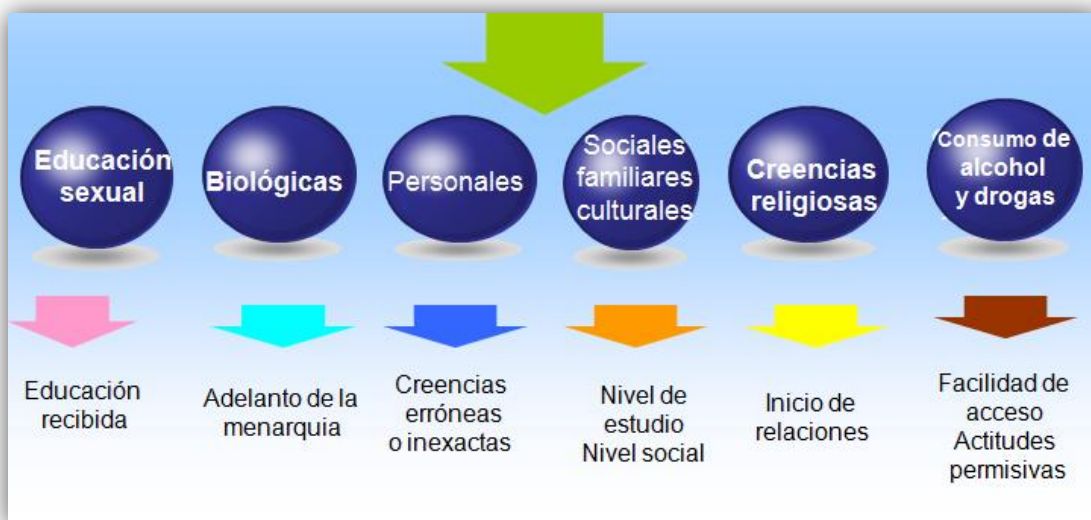 Educación
sexual
Biológicas
Personales
Sociales
familiares
culturales
Creencias
religiosas
Consumo de
alcohol
y drogas
Educación
recibida
Adelanto de la
menarquia
Creencias
erróneas
o inexactas
Nivel de
estudio
Nivel social
Inicio de
relaciones
Facilidad de
acceso
Actitudes
permisivas